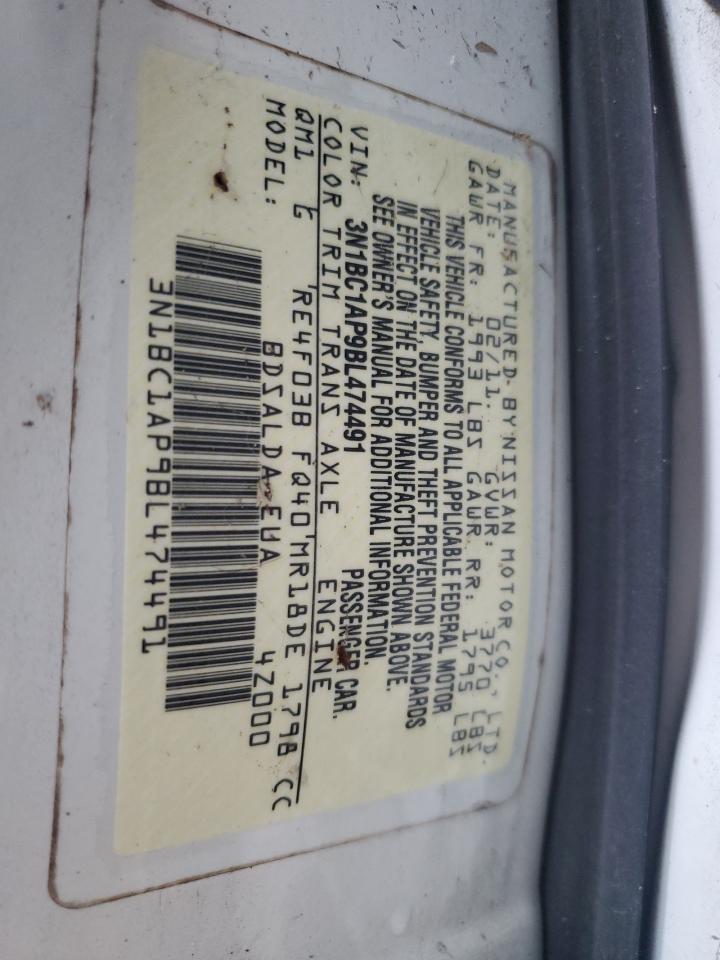 MANUFACTURED BY NISSAN MOTOR CO., LTD.
DATE: 02/11. GVWR: 3770 LBS.
GAWR FR: 1993 LBS GAWR RR: 1795 LBS
THIS VEHICLE CONFORMS TO ALL APPLICABLE FEDERAL MOTOR
VEHICLE SAFETY, BUMPER AND THEFT PREVENTION STANDARDS
IN EFFECT ON THE DATE OF MANUFACTURE SHOWN ABOVE.
SEE OWNER'S MANUAL FOR ADDITIONAL INFORMATION.
VIN: 3N1BC1AP9BL474491 PASSENGER CAR.
COLOR TRIM TRANS AXLE ENGINE
QM1 G RE4F03B FQ40 MR18DE 1798 CC
MODEL: BDSALDA-EUA 4Z000
3N1BC1AP9BL474491